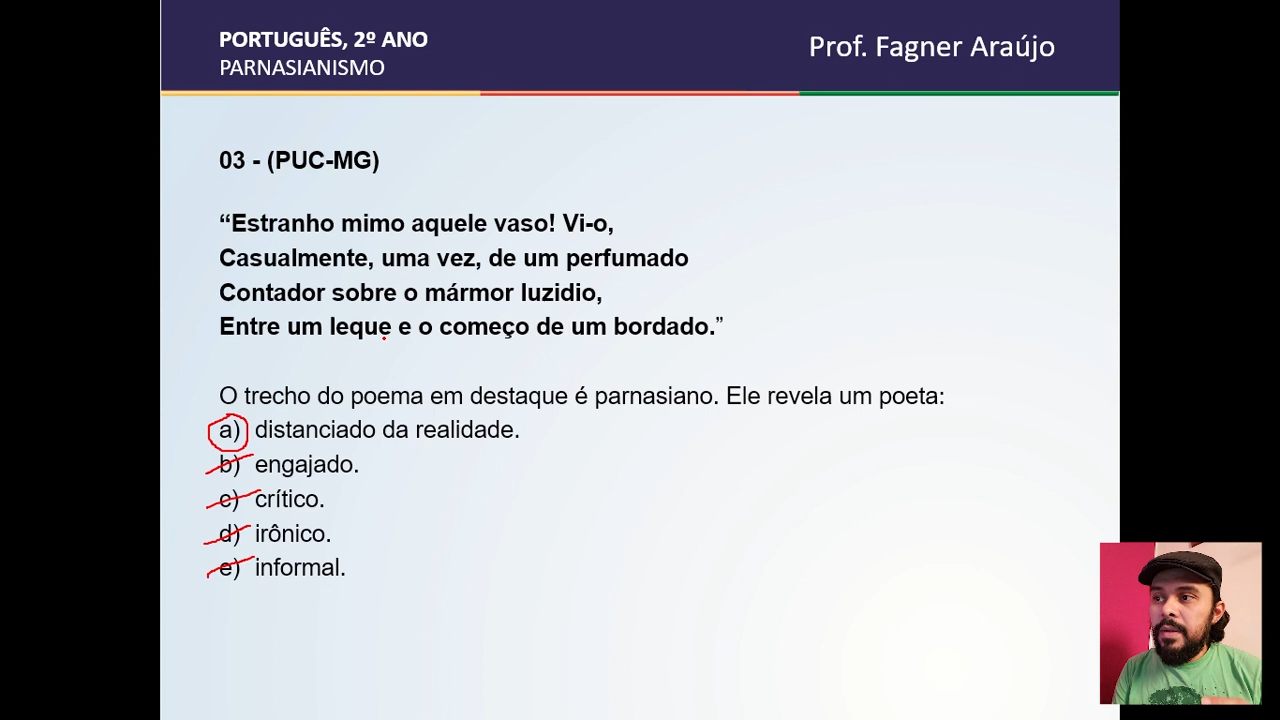 PORTUGUÊS, 2º ANO
PARNASIANISMO
Prof. Fagner Araújo
03 - (PUC-MG)
“Estranho mimo aquele vaso! Vi-o,
Casualmente, uma vez, de um perfumado
Contador sobre o mármor luzidio,
Entre um leque e o começo de um bordado.”
O trecho do poema em destaque é parnasiano. Ele revela um poeta:
a) distanciado da realidade.
b) engajado.
c) crítico.
d) irônico.
e) informal.